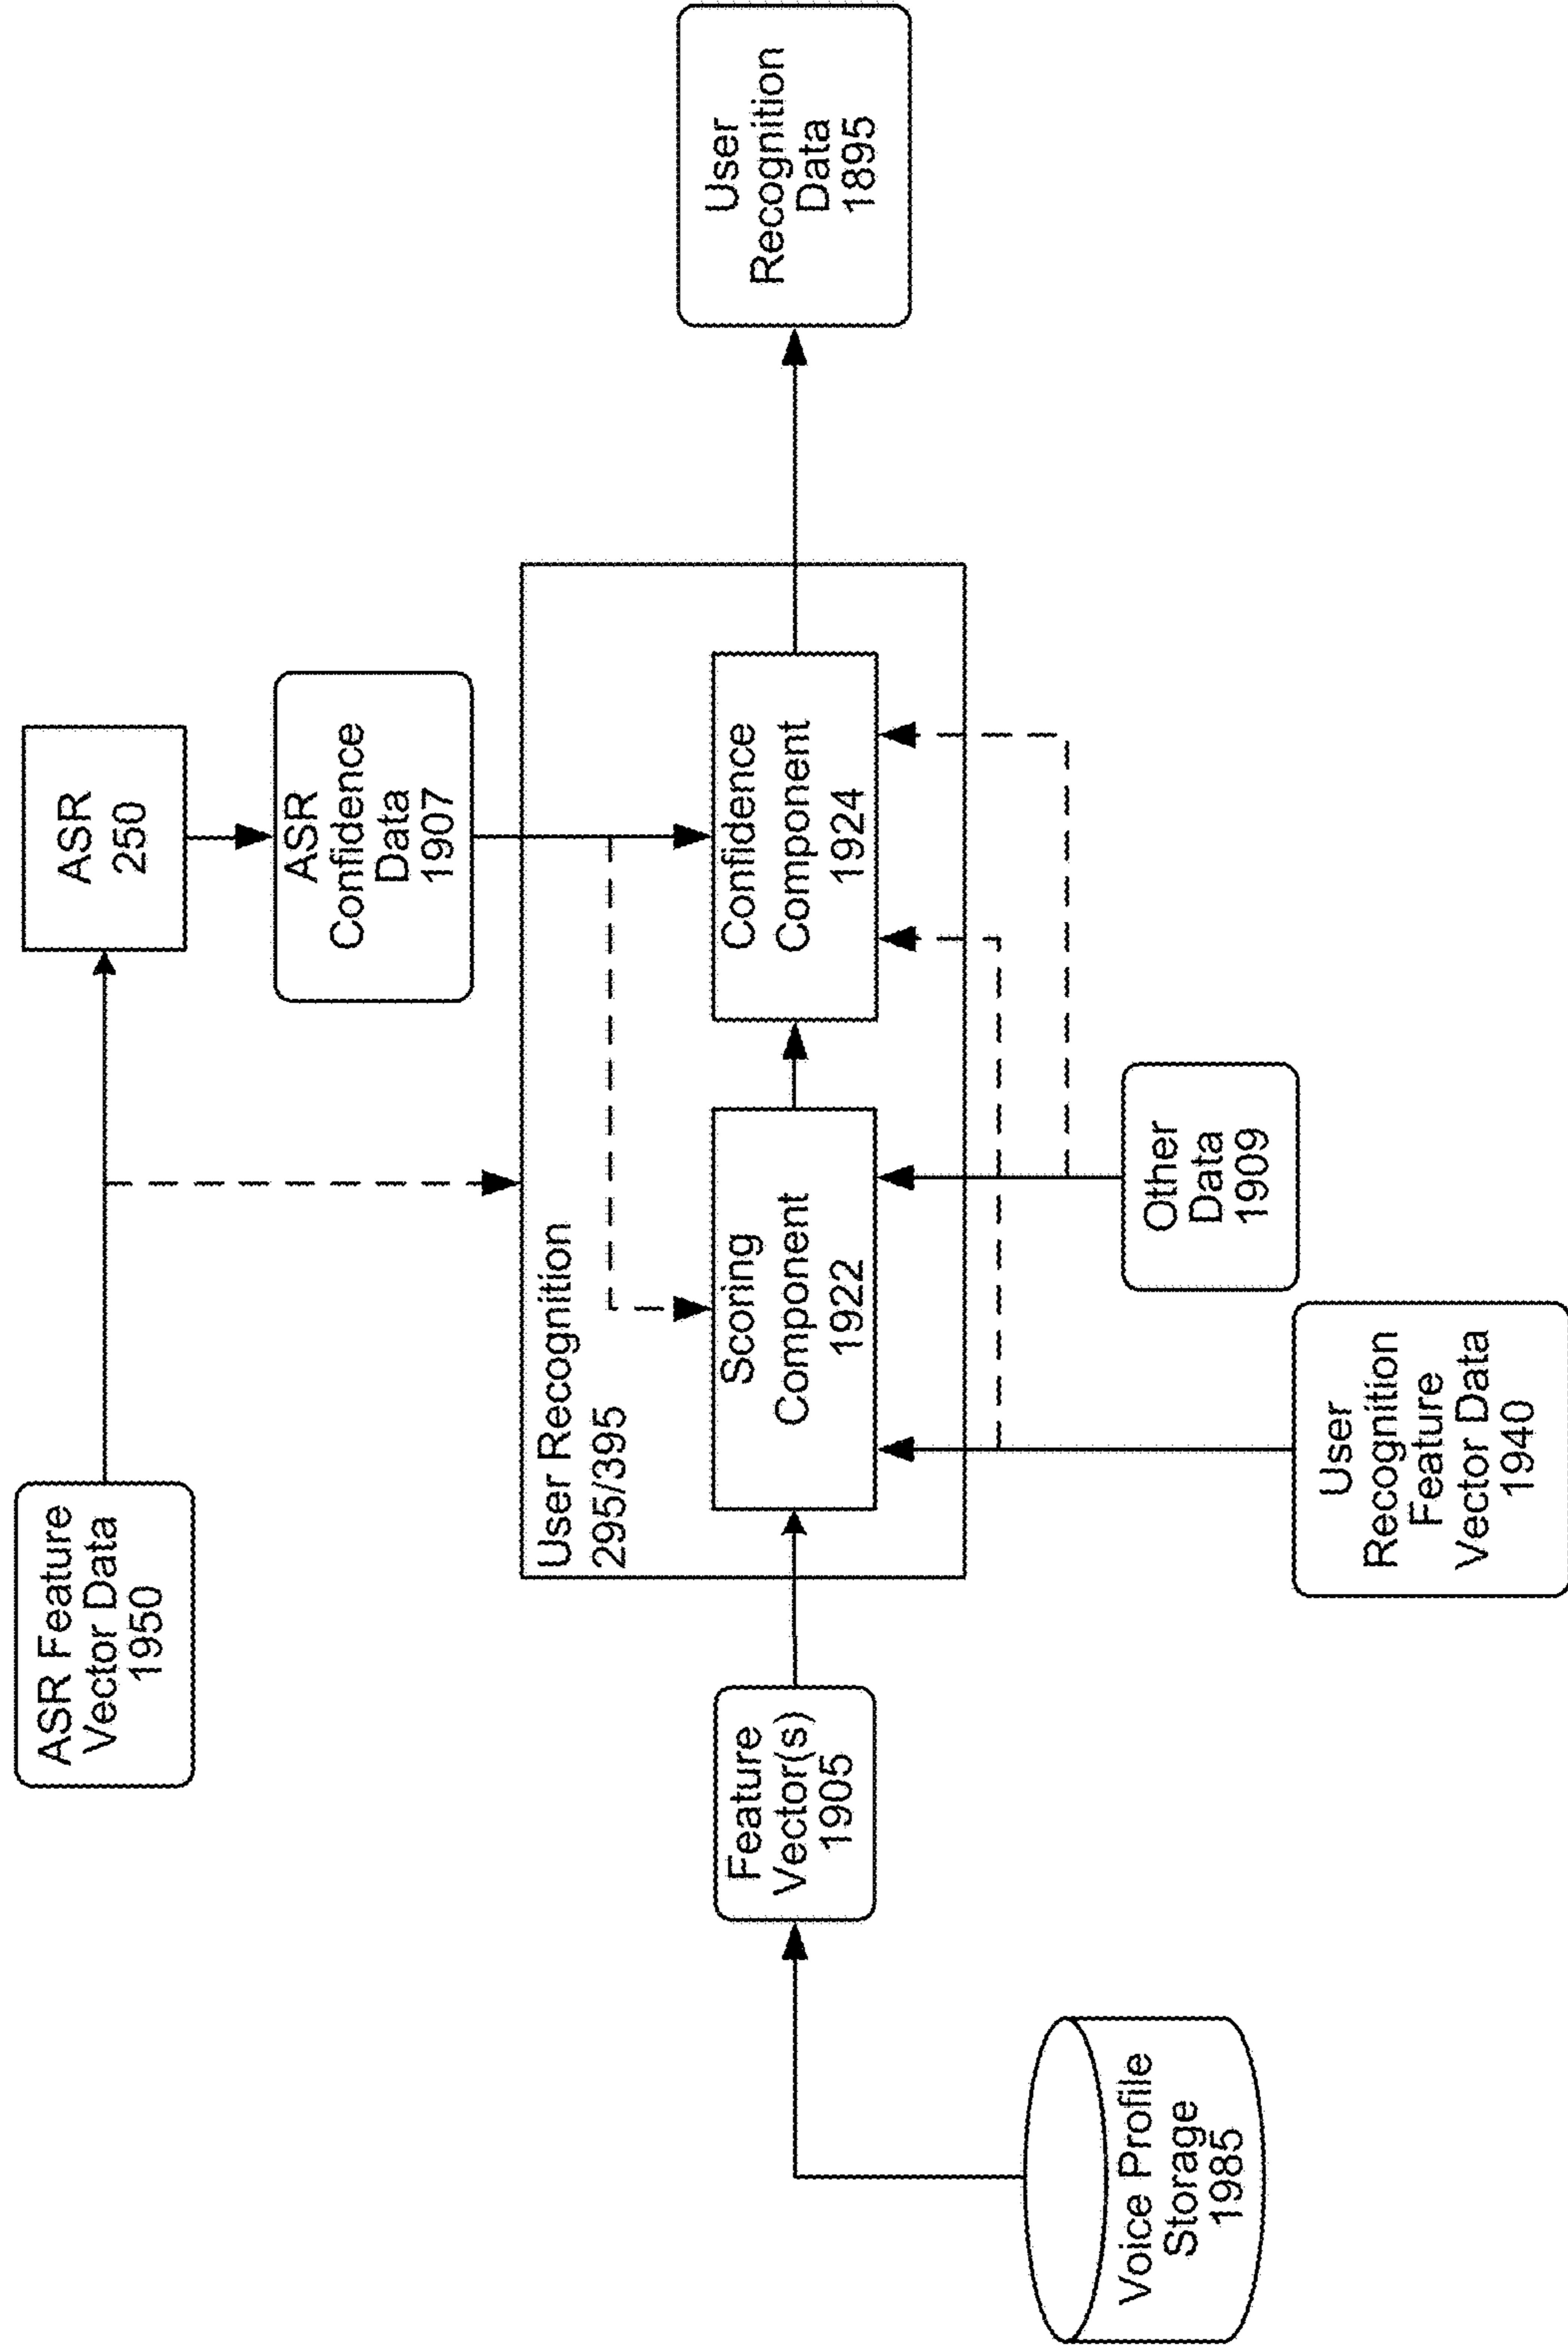 ASR Feature
Vector Data
1950
ASR
250
ASR
Confidence
Data
1907
User Recognition
295/395
Voice Profile
Storage
1985
Feature
Vector(s)
1905
Scoring
Component
1922
Confidence
Component
1924
User
Recognition
Data
1895
Other
Data
1909
User
Recognition
Feature
Vector Data
1940